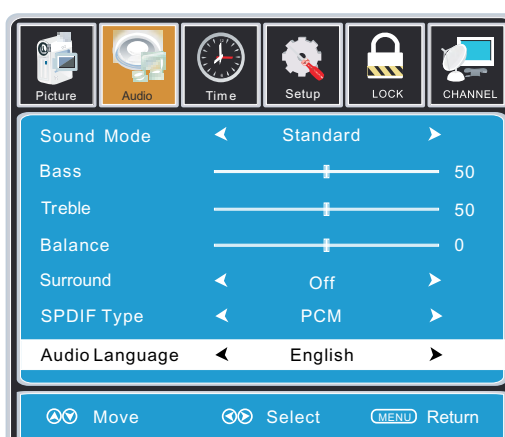 Picture Audio Time Setup LOCK CHANNEL
Sound Mode Standard
Bass 50
Treble 50
Balance 0
Surround Off
SPDIF Type PCM
Audio Language English
Move Select MENU Return